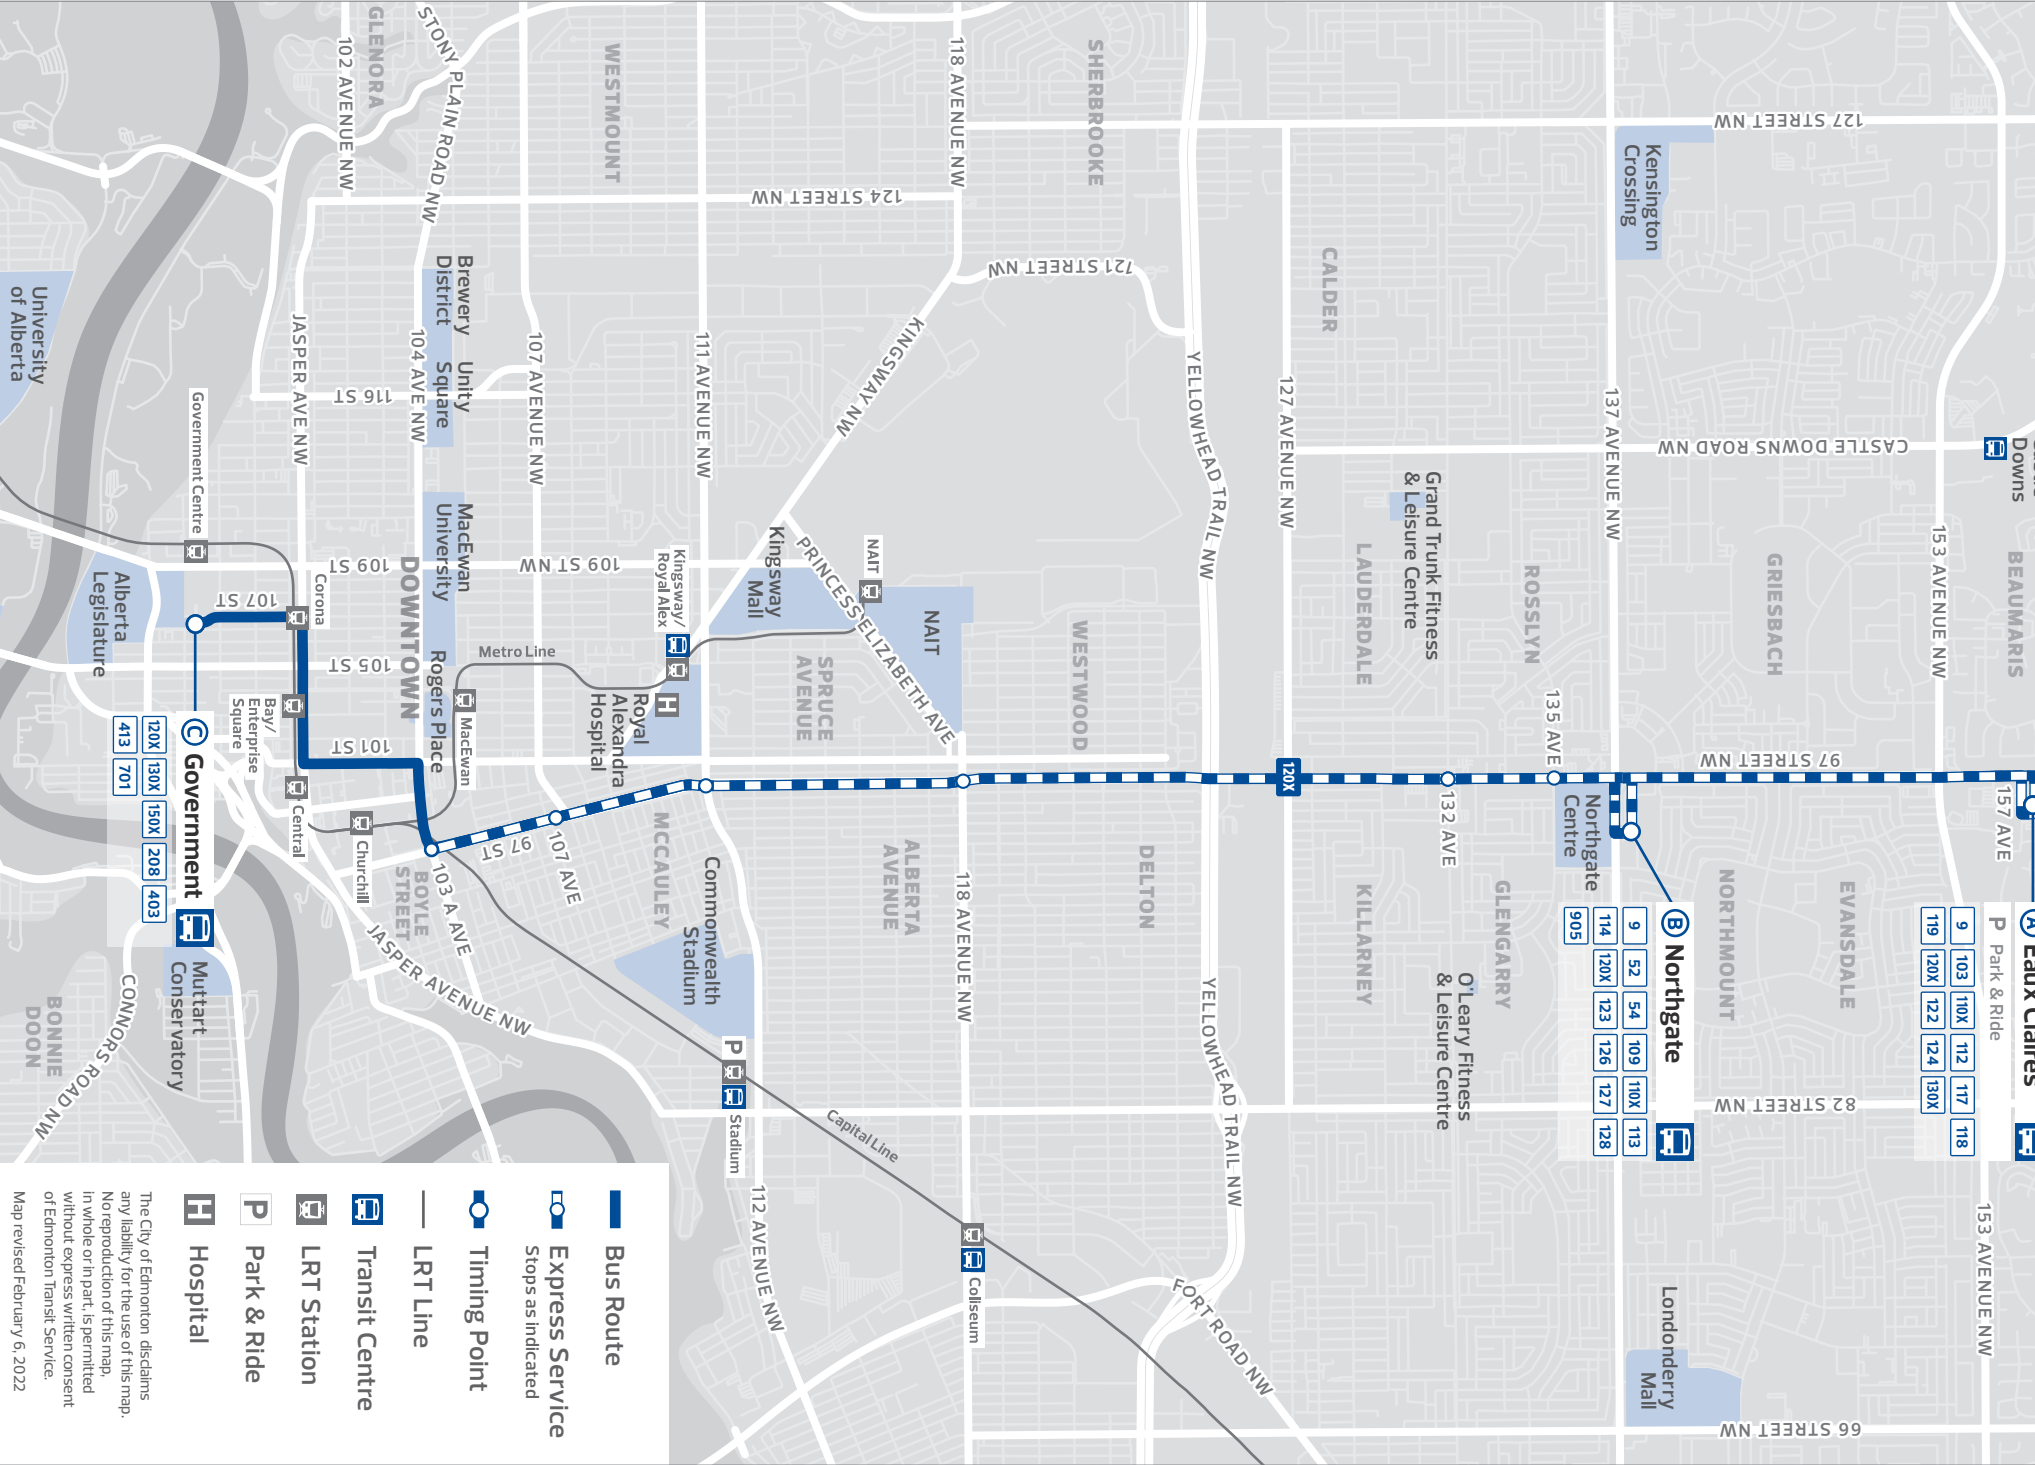 153 AVENUE NW
BEAUMARIS
Downs
157 AVE
A
Eaux Claires
P Park & Ride
9 103 110X 112 117 118
119 120X 122 124 130X
153 AVENUE NW
127 STREET NW
CASTLE DOWNS ROAD NW
97 STREET NW
82 STREET NW
66 STREET NW
EVANSDALE
GRIESBACH
NORTHMOUNT
Kensington
Crossing
B Northgate
9 52 54 109 110X 113
114 120X 123 126 127 128
905
Londonderry
Mall
137 AVENUE NW
Northgate
Centre
135 AVE
ROSSLYN
GLENGARRY
O'Leary Fitness
& Leisure Centre
132 AVE
Grand Trunk Fitness
& Leisure Centre
LAUDERDALE
KILLARNEY
CALDER
127 AVENUE NW
120X
YELLOWHEAD TRAIL NW
YELLOWHEAD TRAIL NW
YELLOWHEAD TRAIL NW
FORT ROAD NW
DELTON
SHERBROOKE
121 STREET NW
WESTWOOD
118 AVENUE NW
118 AVENUE NW
Coliseum
NAIT
NAIT
PRINCESS ELIZABETH AVE
ALBERTA
AVENUE
KINGSWAY NW
124 STREET NW
SPRUCE
AVENUE
Kingsway
Mall
Capital Line
112 AVENUE NW
Stadium
P
Commonwealth
Stadium
111 AVENUE NW
Kingsway/
Royal Alex
H
Royal
Alexandra
Hospital
MCCAULEY
WESTMOUNT
109 ST NW
107 AVENUE NW
107 AVE
97 ST
Metro Line
MacEwan
Brewery
District
Unity
Square
MacEwan
University
Rogers Place
STONY PLAIN ROAD NW
104 AVE NW
103 A AVE
DOWNTOWN
BOYLE
STREET
GLENORA
102 AVENUE NW
116 ST
109 ST
105 ST
101 ST
107 ST
JASPER AVE NW
JASPER AVENUE NW
Corona
Bay/
Enterprise
Square
Central
Churchill
Government Centre
Alberta
Legislature
C Government
120X 130X 150X 208 403
413 701
Muttart
Conservatory
CONNORS ROAD NW
BONNIE
DOON
University
of Alberta
Bus Route
Express Service
Stops as indicated
Timing Point
LRT Line
Transit Centre
LRT Station
P Park & Ride
H Hospital
The City of Edmonton disclaims
any liability for the use of this map.
No reproduction of this map,
in whole or in part, is permitted
without express written consent
of Edmonton Transit Service.
Map revised February 6, 2022